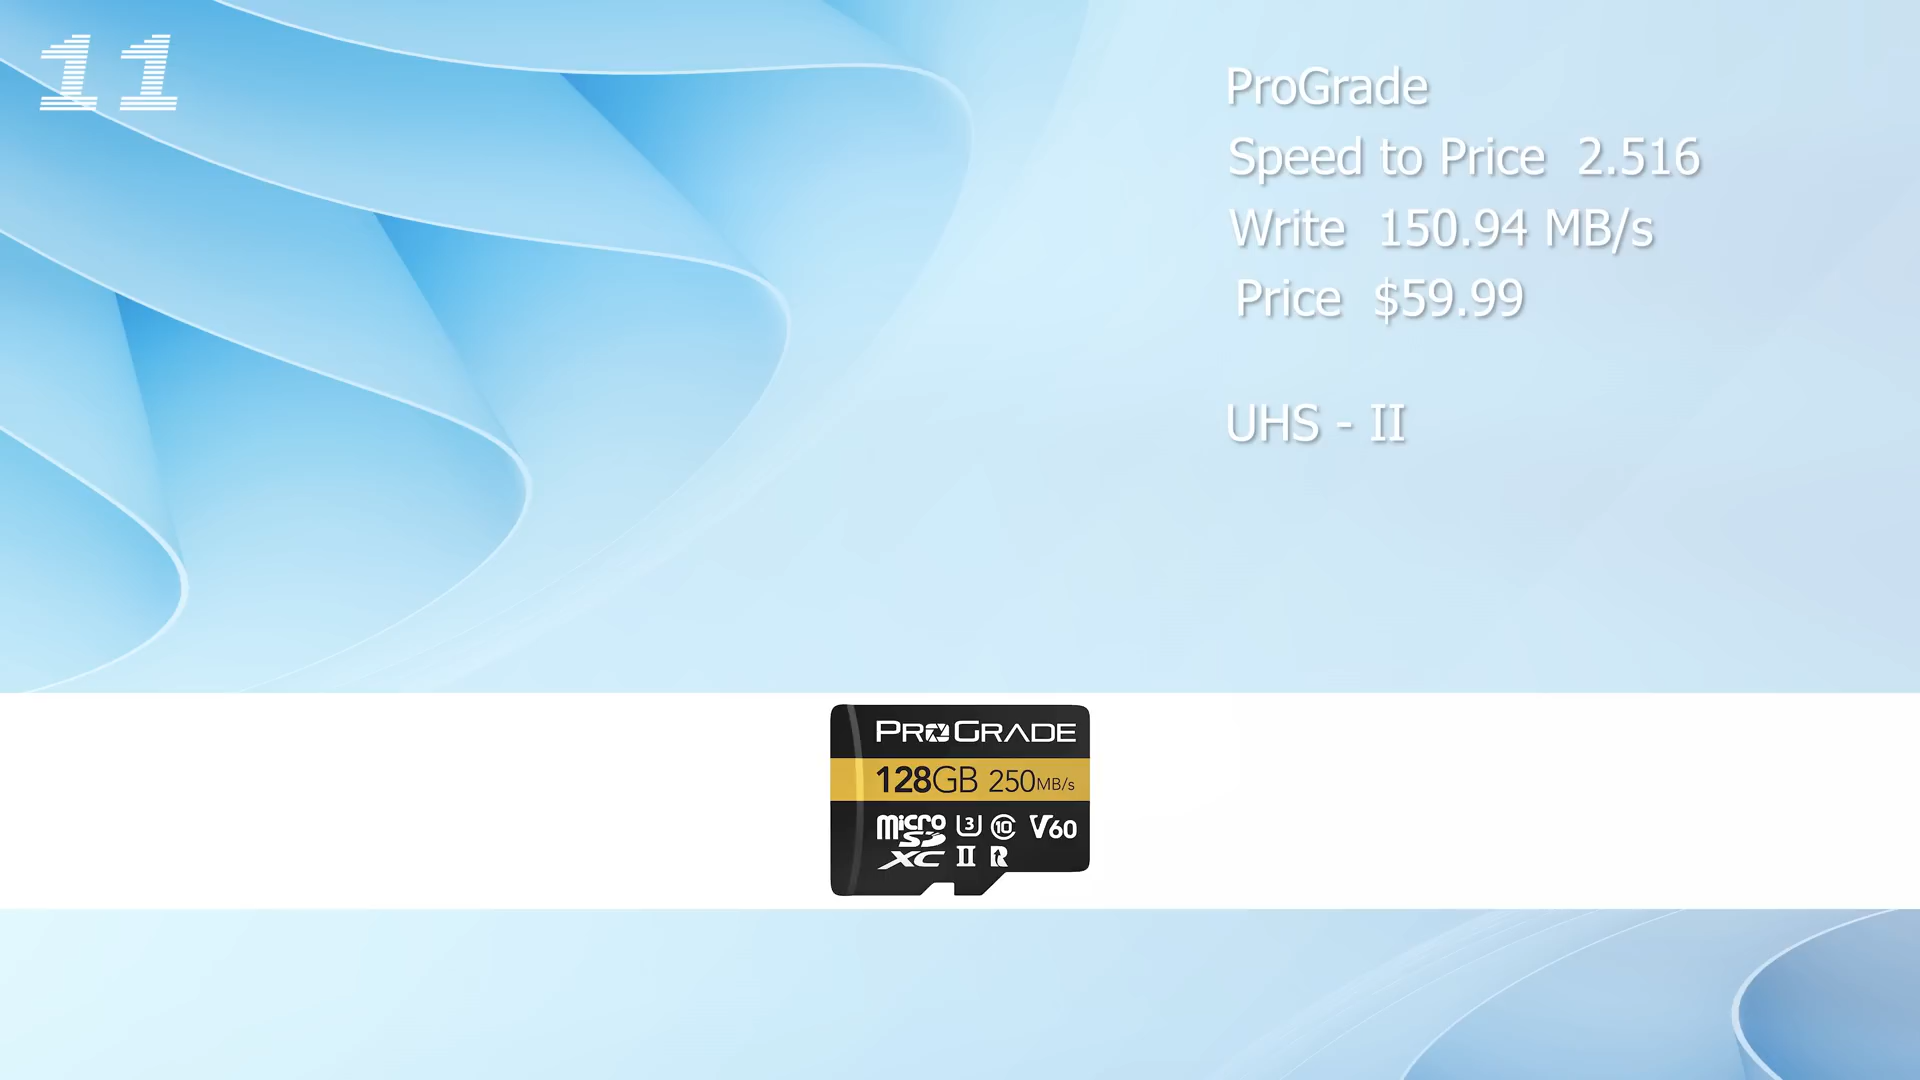 11
ProGrade
Speed to Price 2.516
Write 150.94 MB/s
Price $59.99
UHS - II
PROGRADE
128GB 250MB/s
micro SD XC U3 10 V60
II R